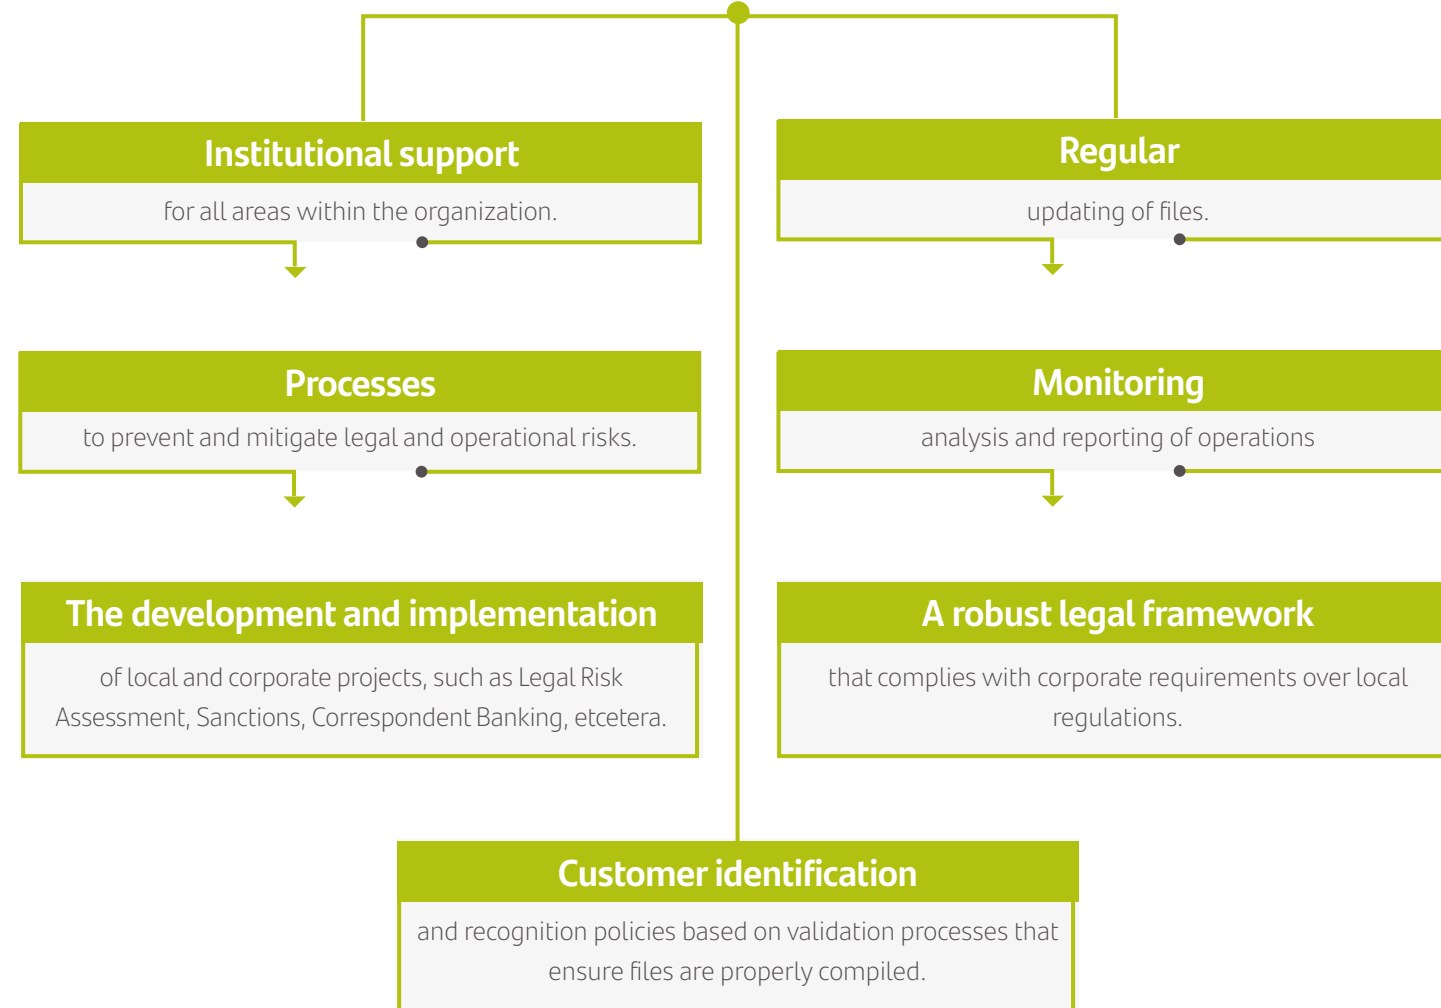 Institutional support
for all areas within the organization.
Processes
to prevent and mitigate legal and operational risks.
The development and implementation
of local and corporate projects, such as Legal Risk
Assessment, Sanctions, Correspondent Banking, etcetera.
Regular
updating of files.
Monitoring
analysis and reporting of operations
A robust legal framework
that complies with corporate requirements over local
regulations.
Customer identification
and recognition policies based on validation processes that
ensure files are properly compiled.